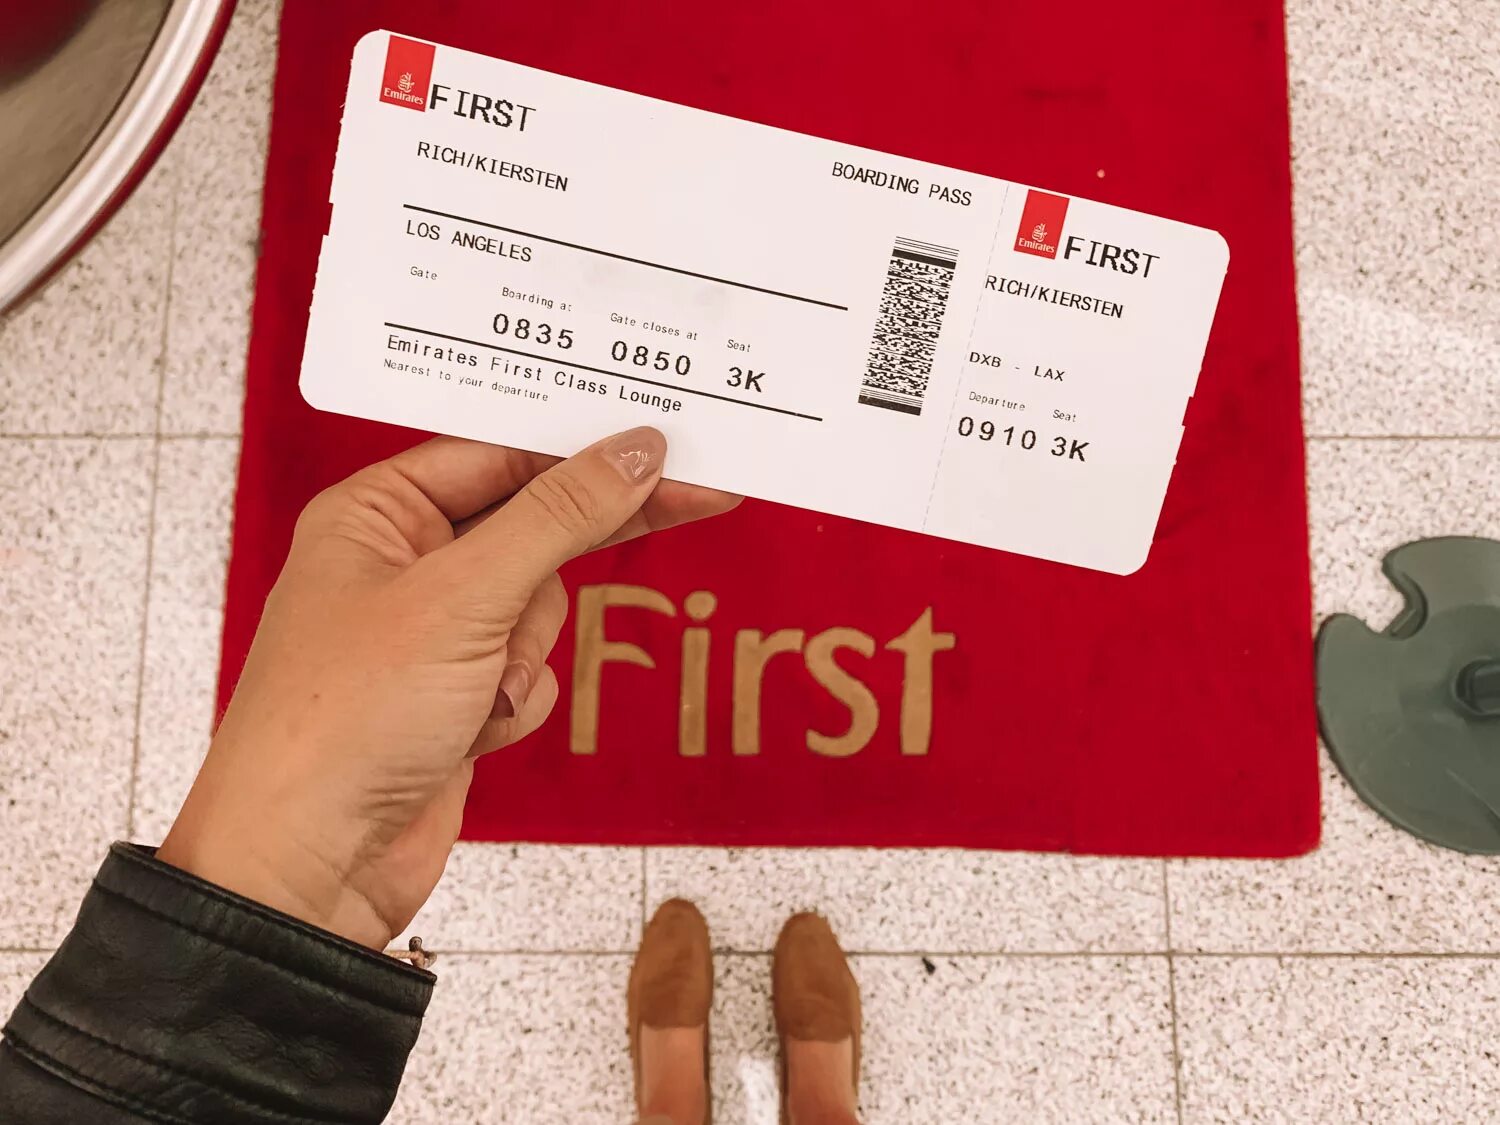 Emirates
FIRST
RICH/KIERSTEN
BOARDING PASS
LOS ANGELES
Gate
Boarding at
Gate closes at
Seat
0835
0850
3K
Emirates First Class Lounge
Nearest to your departure
Emirates
FIRST
RICH/KIERSTEN
DXB - LAX
Departure
Seat
0910
3K
First